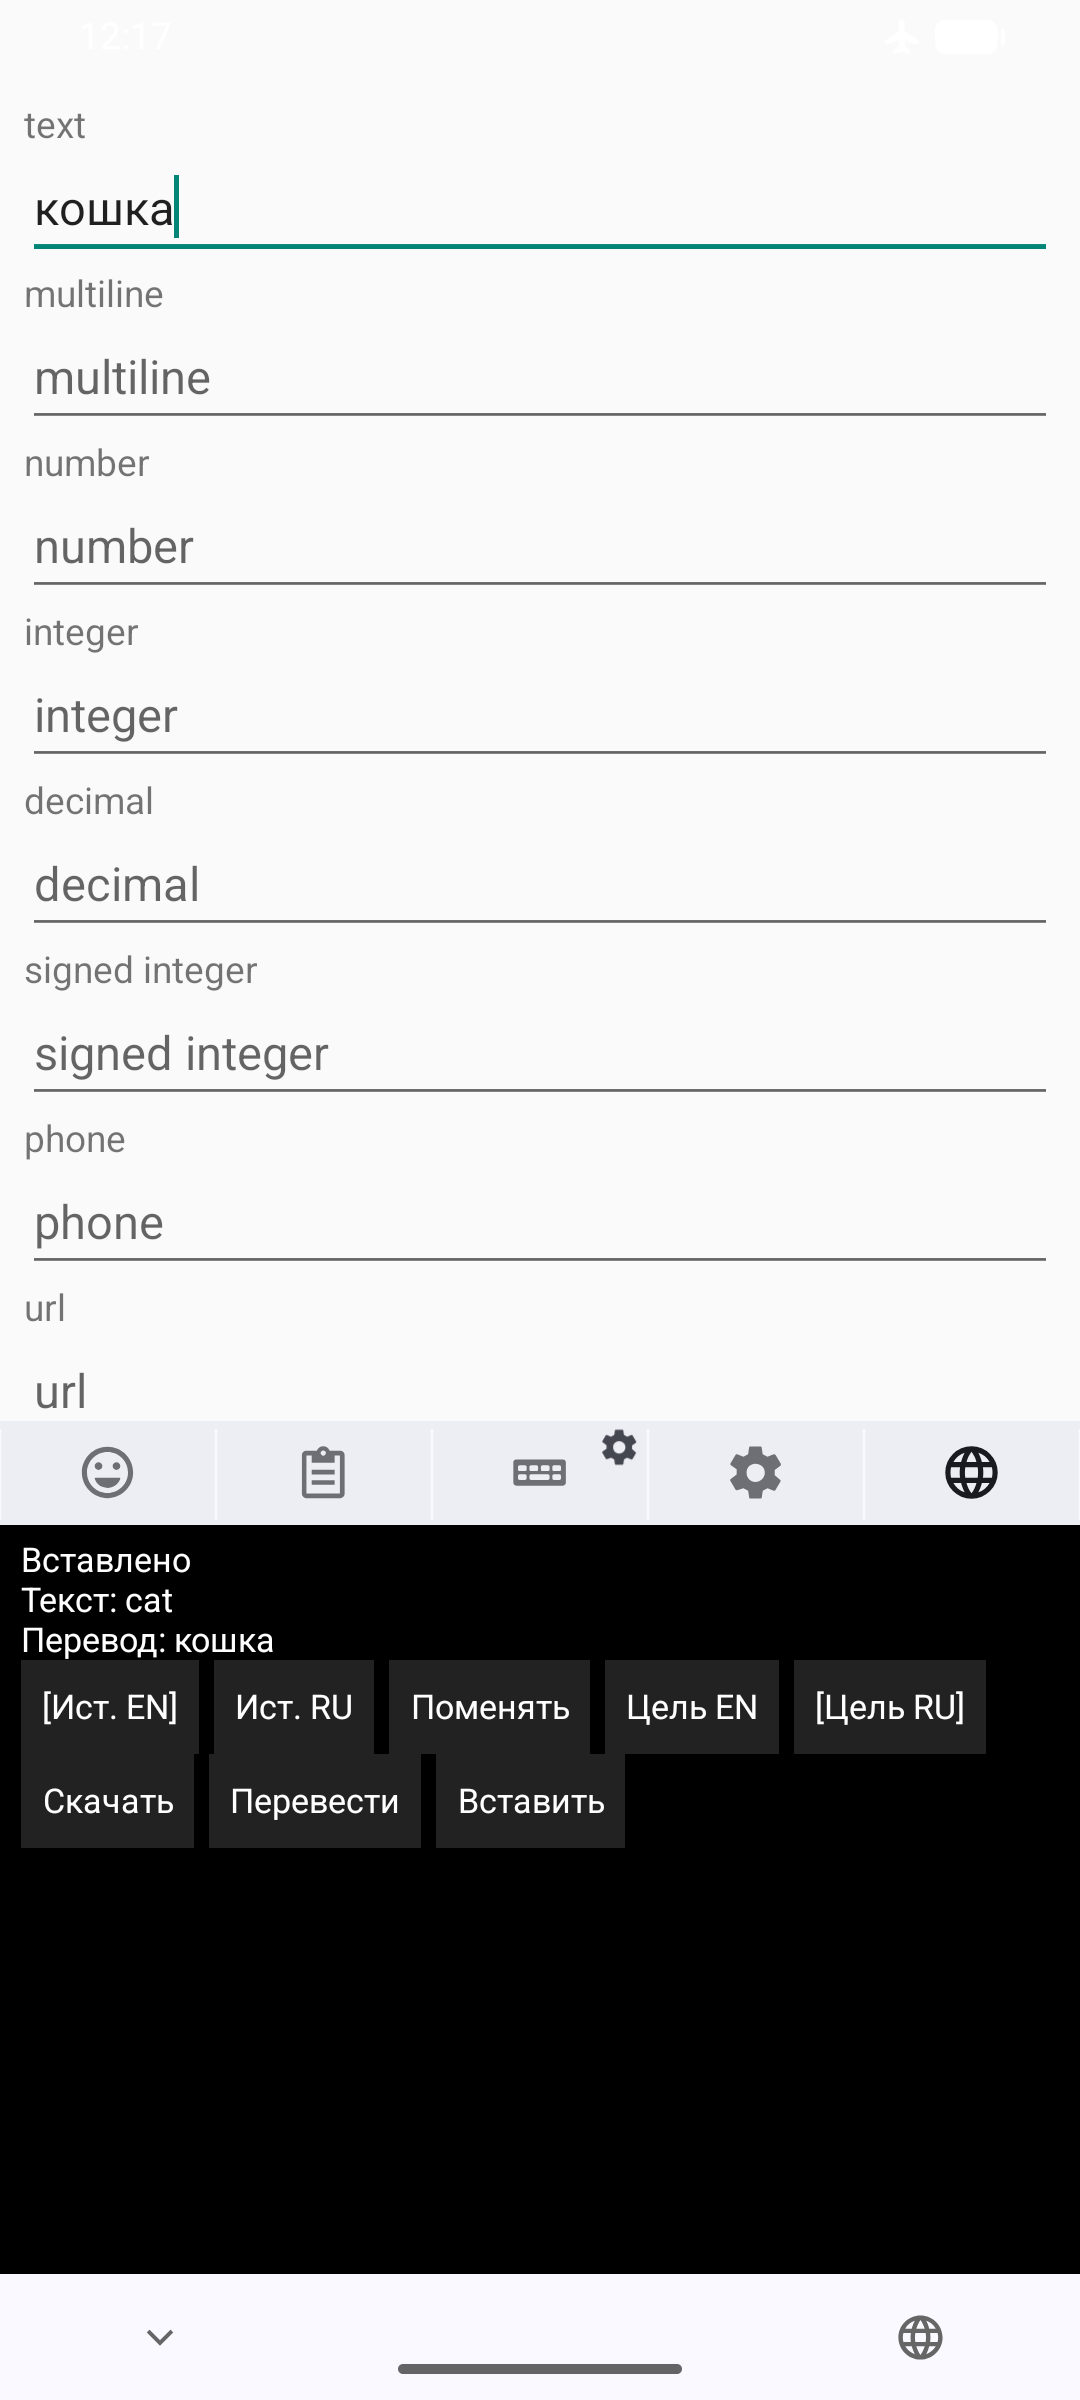 12:17
text
кошка
multiline
multiline
number
number
integer
integer
decimal
decimal
signed integer
signed integer
phone
phone
url
url
Вставлено
Текст: cat
Перевод: кошка
[Ист. EN] Ист. RU Поменять Цель EN [Цель RU]
Скачать Перевести Вставить